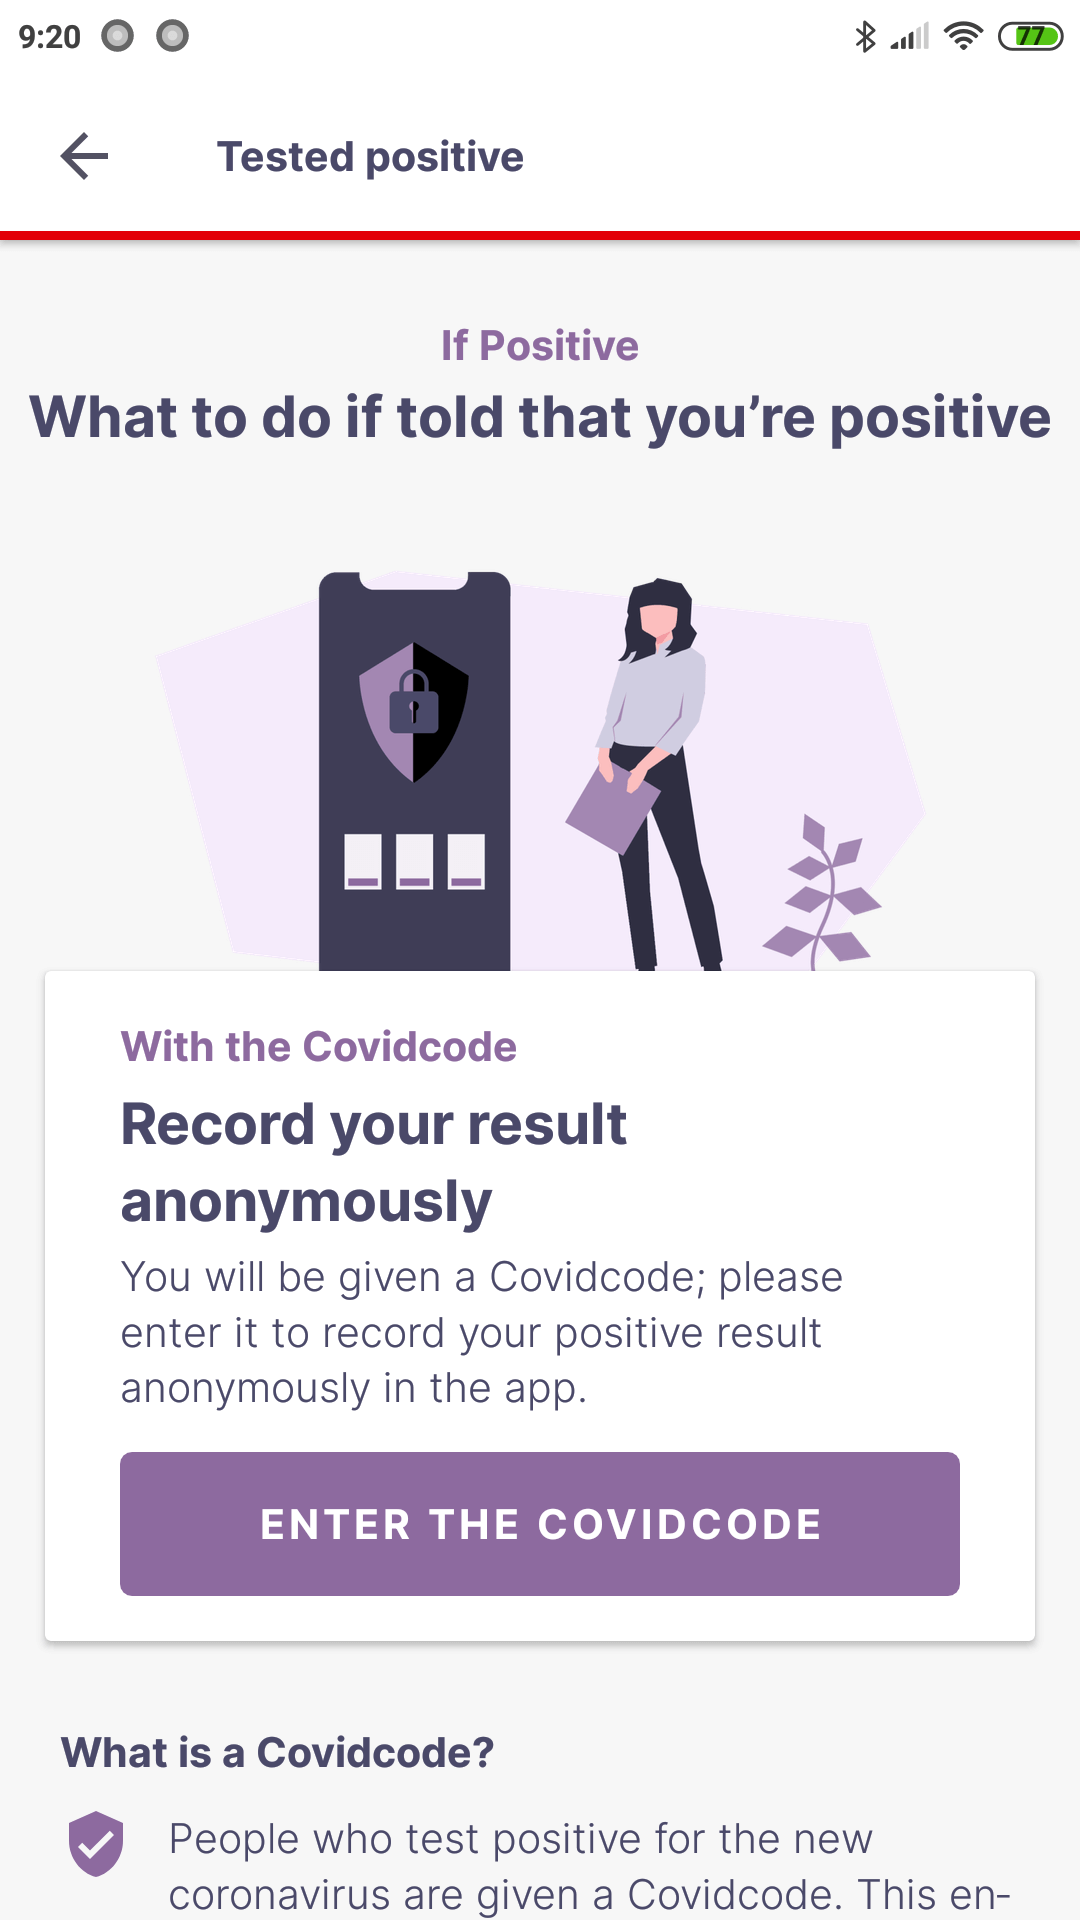 9:20
77
Tested positive
If Positive
What to do if told that you’re positive
With the Covidcode
Record your result
anonymously
You will be given a Covidcode; please
enter it to record your positive result
anonymously in the app.
ENTER THE COVIDCODE
What is a Covidcode?
People who test positive for the new
coronavirus are given a Covidcode. This en-